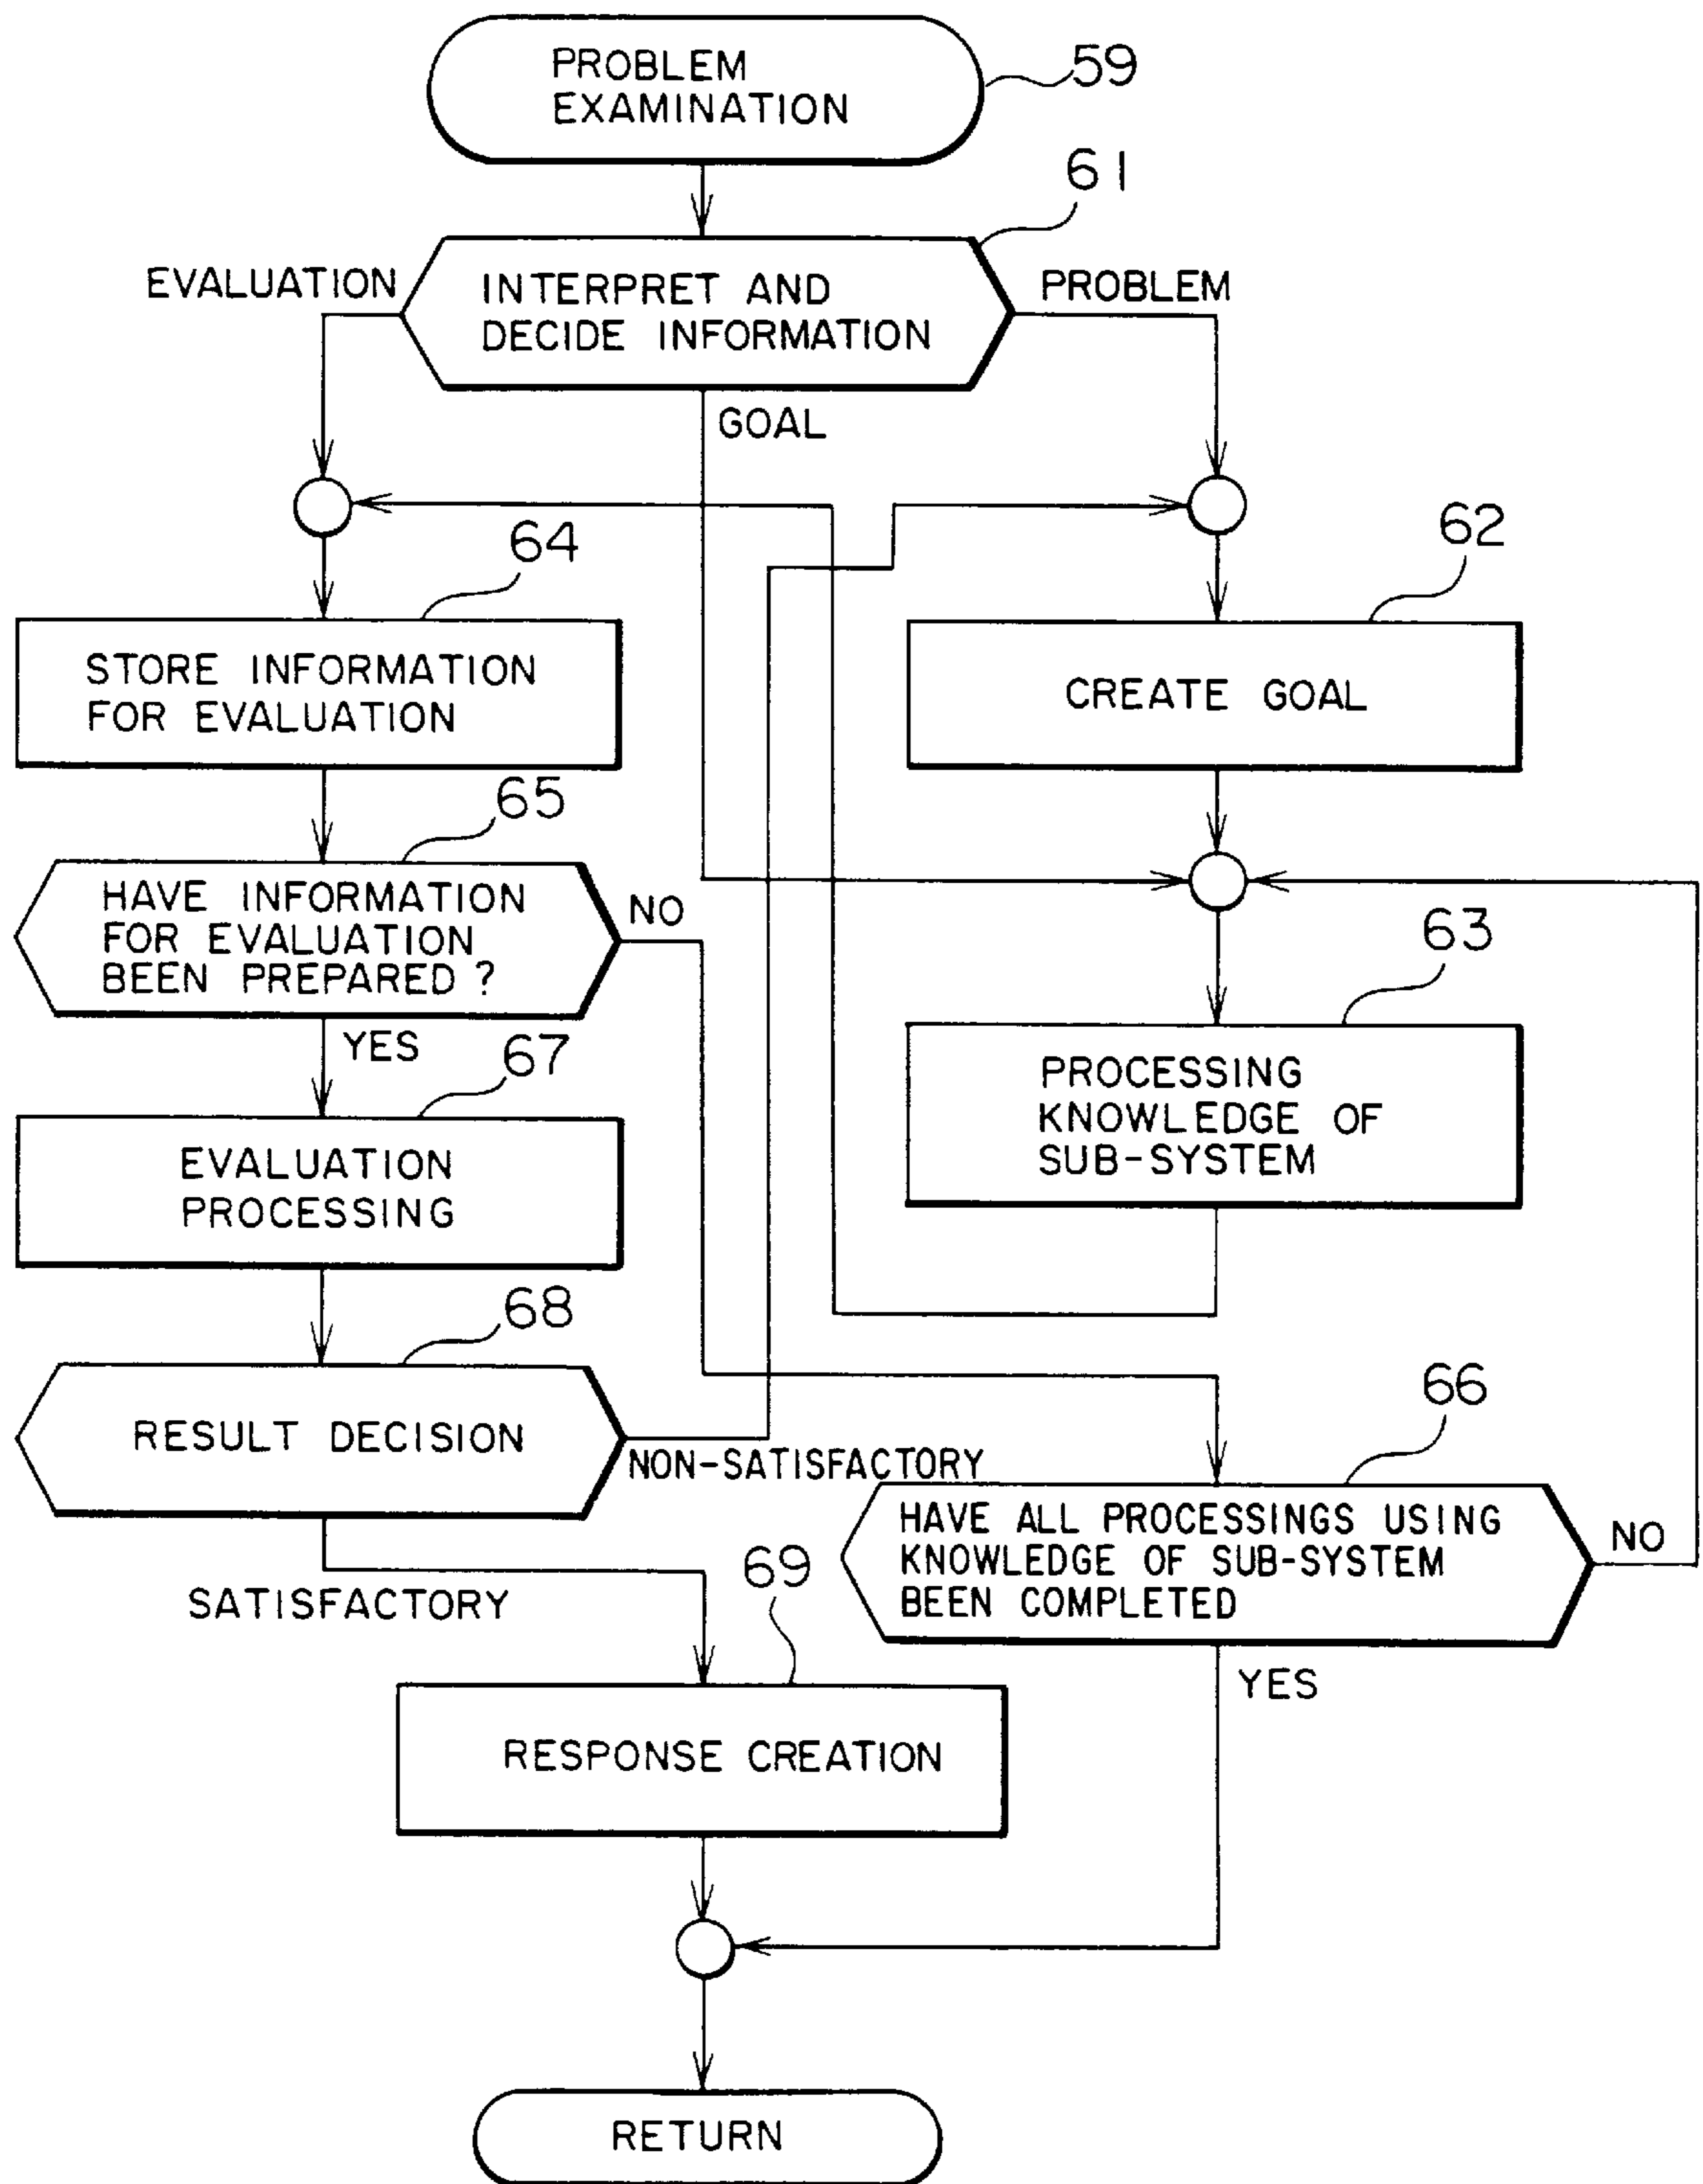 PROBLEM
EXAMINATION
59
61
EVALUATION
INTERPRET AND
DECIDE INFORMATION
PROBLEM
GOAL
64
62
STORE INFORMATION
FOR EVALUATION
CREATE GOAL
65
HAVE INFORMATION
FOR EVALUATION
BEEN PREPARED?
NO
63
YES
67
PROCESSING
KNOWLEDGE OF
SUB-SYSTEM
EVALUATION
PROCESSING
68
66
RESULT DECISION
NON-SATISFACTORY
HAVE ALL PROCESSINGS USING
KNOWLEDGE OF SUB-SYSTEM
BEEN COMPLETED
NO
SATISFACTORY
69
YES
RESPONSE CREATION
RETURN